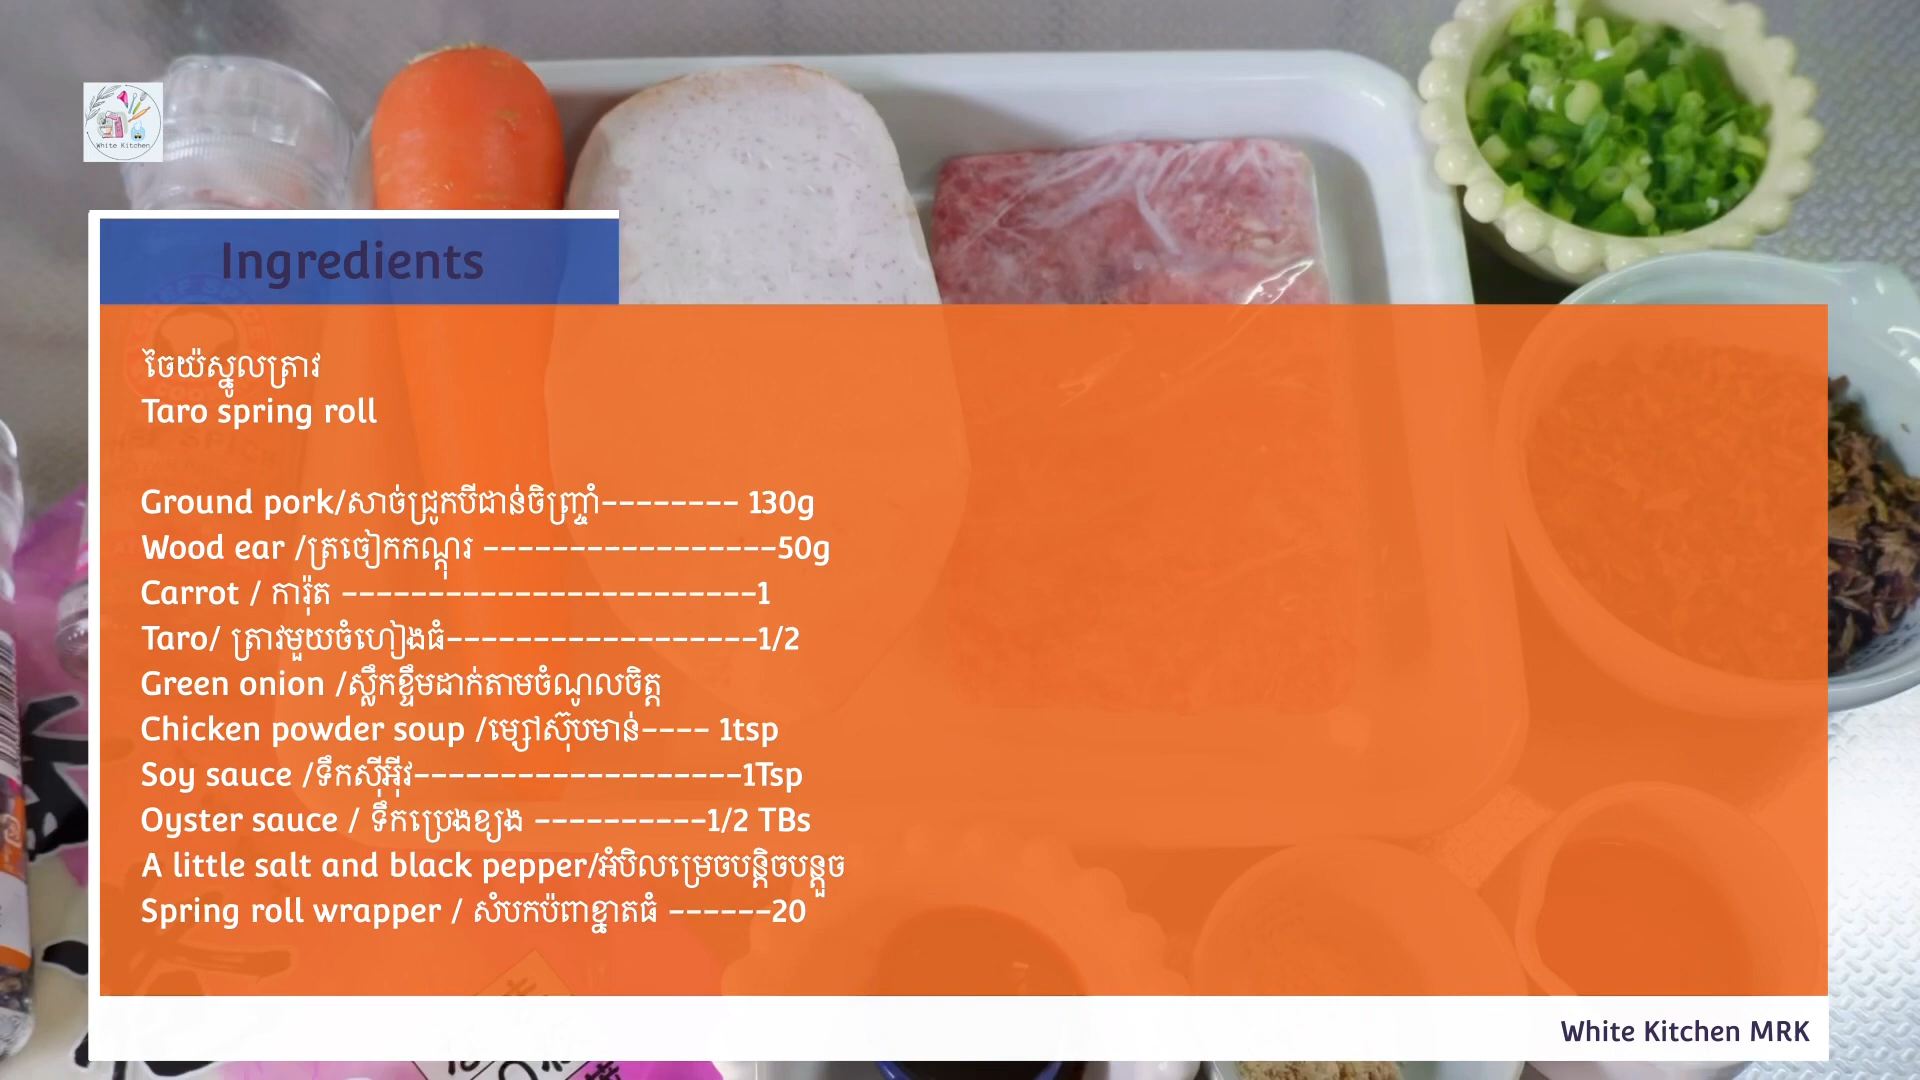 White Kitchen
Ingredients
ចៃយ៉ស្នូលត្រាវ
Taro spring roll
Ground pork/សាច់ជ្រូកបីជាន់ចិញ្ច្រាំ-------- 130g
Wood ear /ត្រចៀកកណ្ដុរ -----------------50g
Carrot / ការ៉ុត ------------------------1
Taro/ ត្រាវមួយចំហៀងធំ------------------1/2
Green onion /ស្លឹកខ្ទឹមដាក់តាមចំណូលចិត្ត
Chicken powder soup /ម្សៅស៊ុបមាន់---- 1tsp
Soy sauce /ទឹកស៊ីអ៊ីវ-------------------1Tsp
Oyster sauce / ទឹកប្រេងខ្យង ----------1/2 TBs
A little salt and black pepper/អំបិលម្រេចបន្តិចបន្តួច
Spring roll wrapper / សំបកប៉ពាខ្នាតធំ ------20
White Kitchen MRK